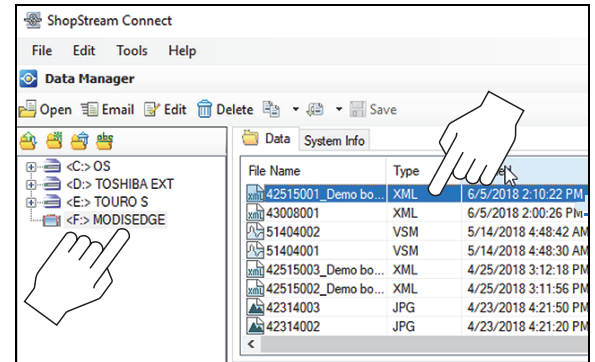 ShopStream Connect
File Edit Tools Help
Data Manager
Open Email Edit Delete Save
abc
<C:> OS
<D:> TOSHIBA EXT
<E:> TOURO S
<F:> MODISEDGE
Data System Info
File Name Type
42515001_Demo bo... XML 6/5/2018 2:10:22 PM
43008001 XML 6/5/2018 2:00:26 PM
51404002 VSM 5/14/2018 4:48:42 AM
51404001 VSM 5/14/2018 4:48:30 AM
42515003_Demo bo... XML 4/25/2018 3:12:18 PM
42515002_Demo bo... XML 4/25/2018 3:11:56 PM
42314003 JPG 4/23/2018 4:21:50 PM
42314002 JPG 4/23/2018 4:21:20 PM